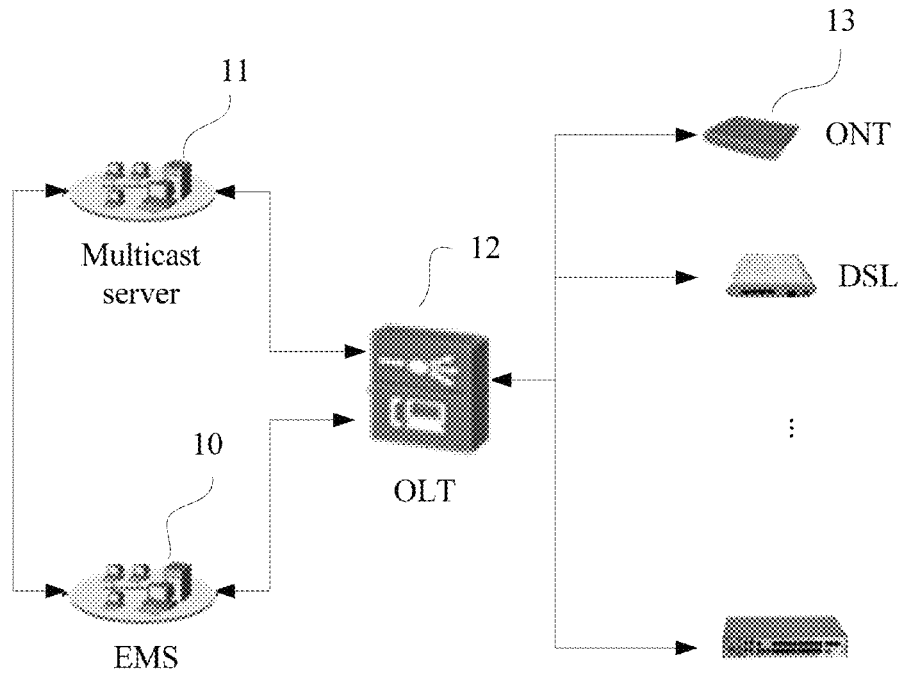 13
11
ONT
Multicast
server
12
DSL
10
OLT
...
EMS